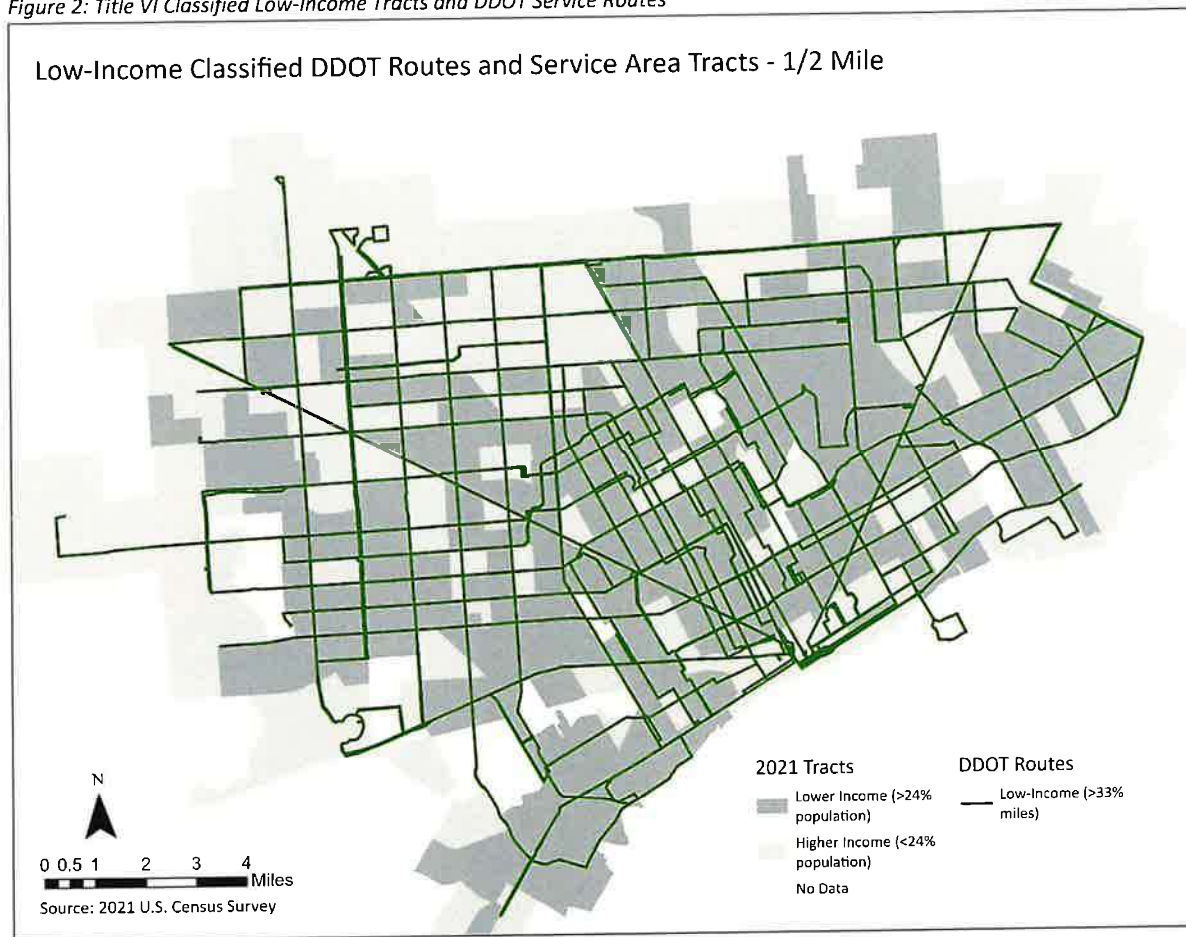 Figure 2: Title VI Classified Low-Income Tracts and DDOT Service Routes
Low-Income Classified DDOT Routes and Service Area Tracts - 1/2 Mile
2021 Tracts
Lower Income (>24%
population)
Higher Income (<24%
population)
No Data
DDOT Routes
Low-Income (>33%
miles)
N
0 0.5 1 2 3 4
Miles
Source: 2021 U.S. Census Survey